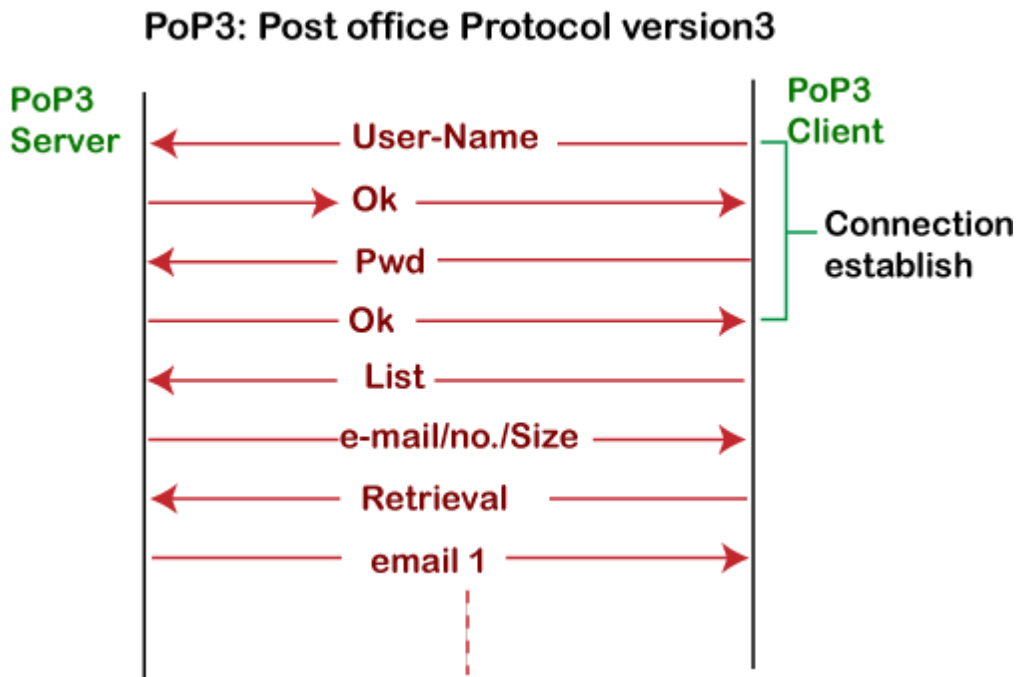 PoP3: Post office Protocol version3
PoP3
Server
PoP3
Client
User-Name
Ok
Pwd
Ok
Connection
establish
List
e-mail/no./Size
Retrieval
email 1